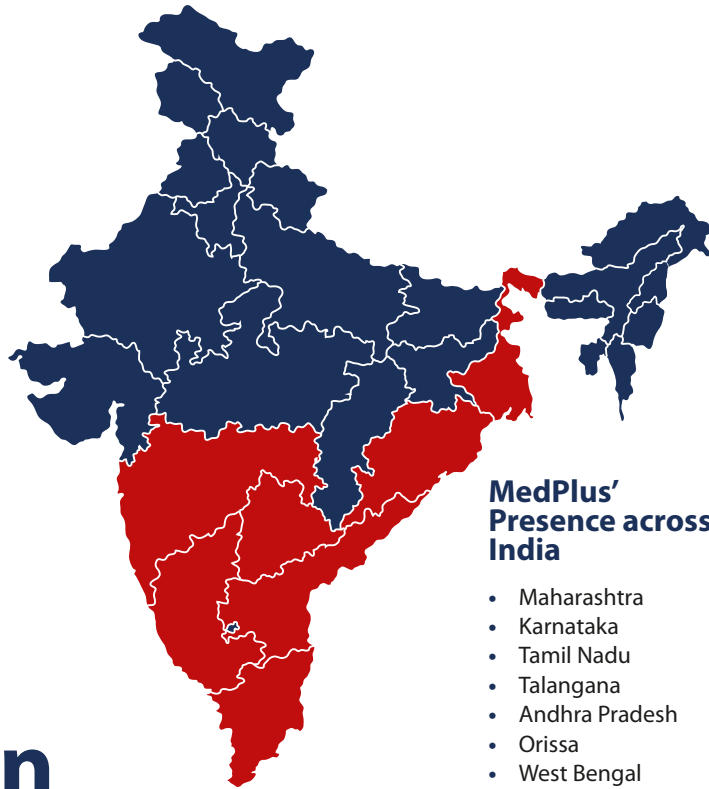 MedPlus'
Presence across
India
• Maharashtra
• Karnataka
• Tamil Nadu
• Talangana
• Andhra Pradesh
• Orissa
• West Bengal
n